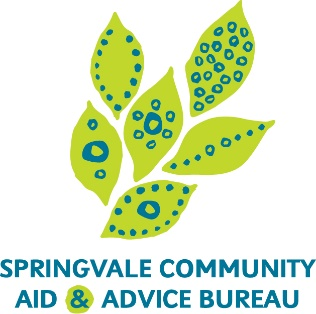 SPRINGVALE COMMUNITY
AID & ADVICE BUREAU